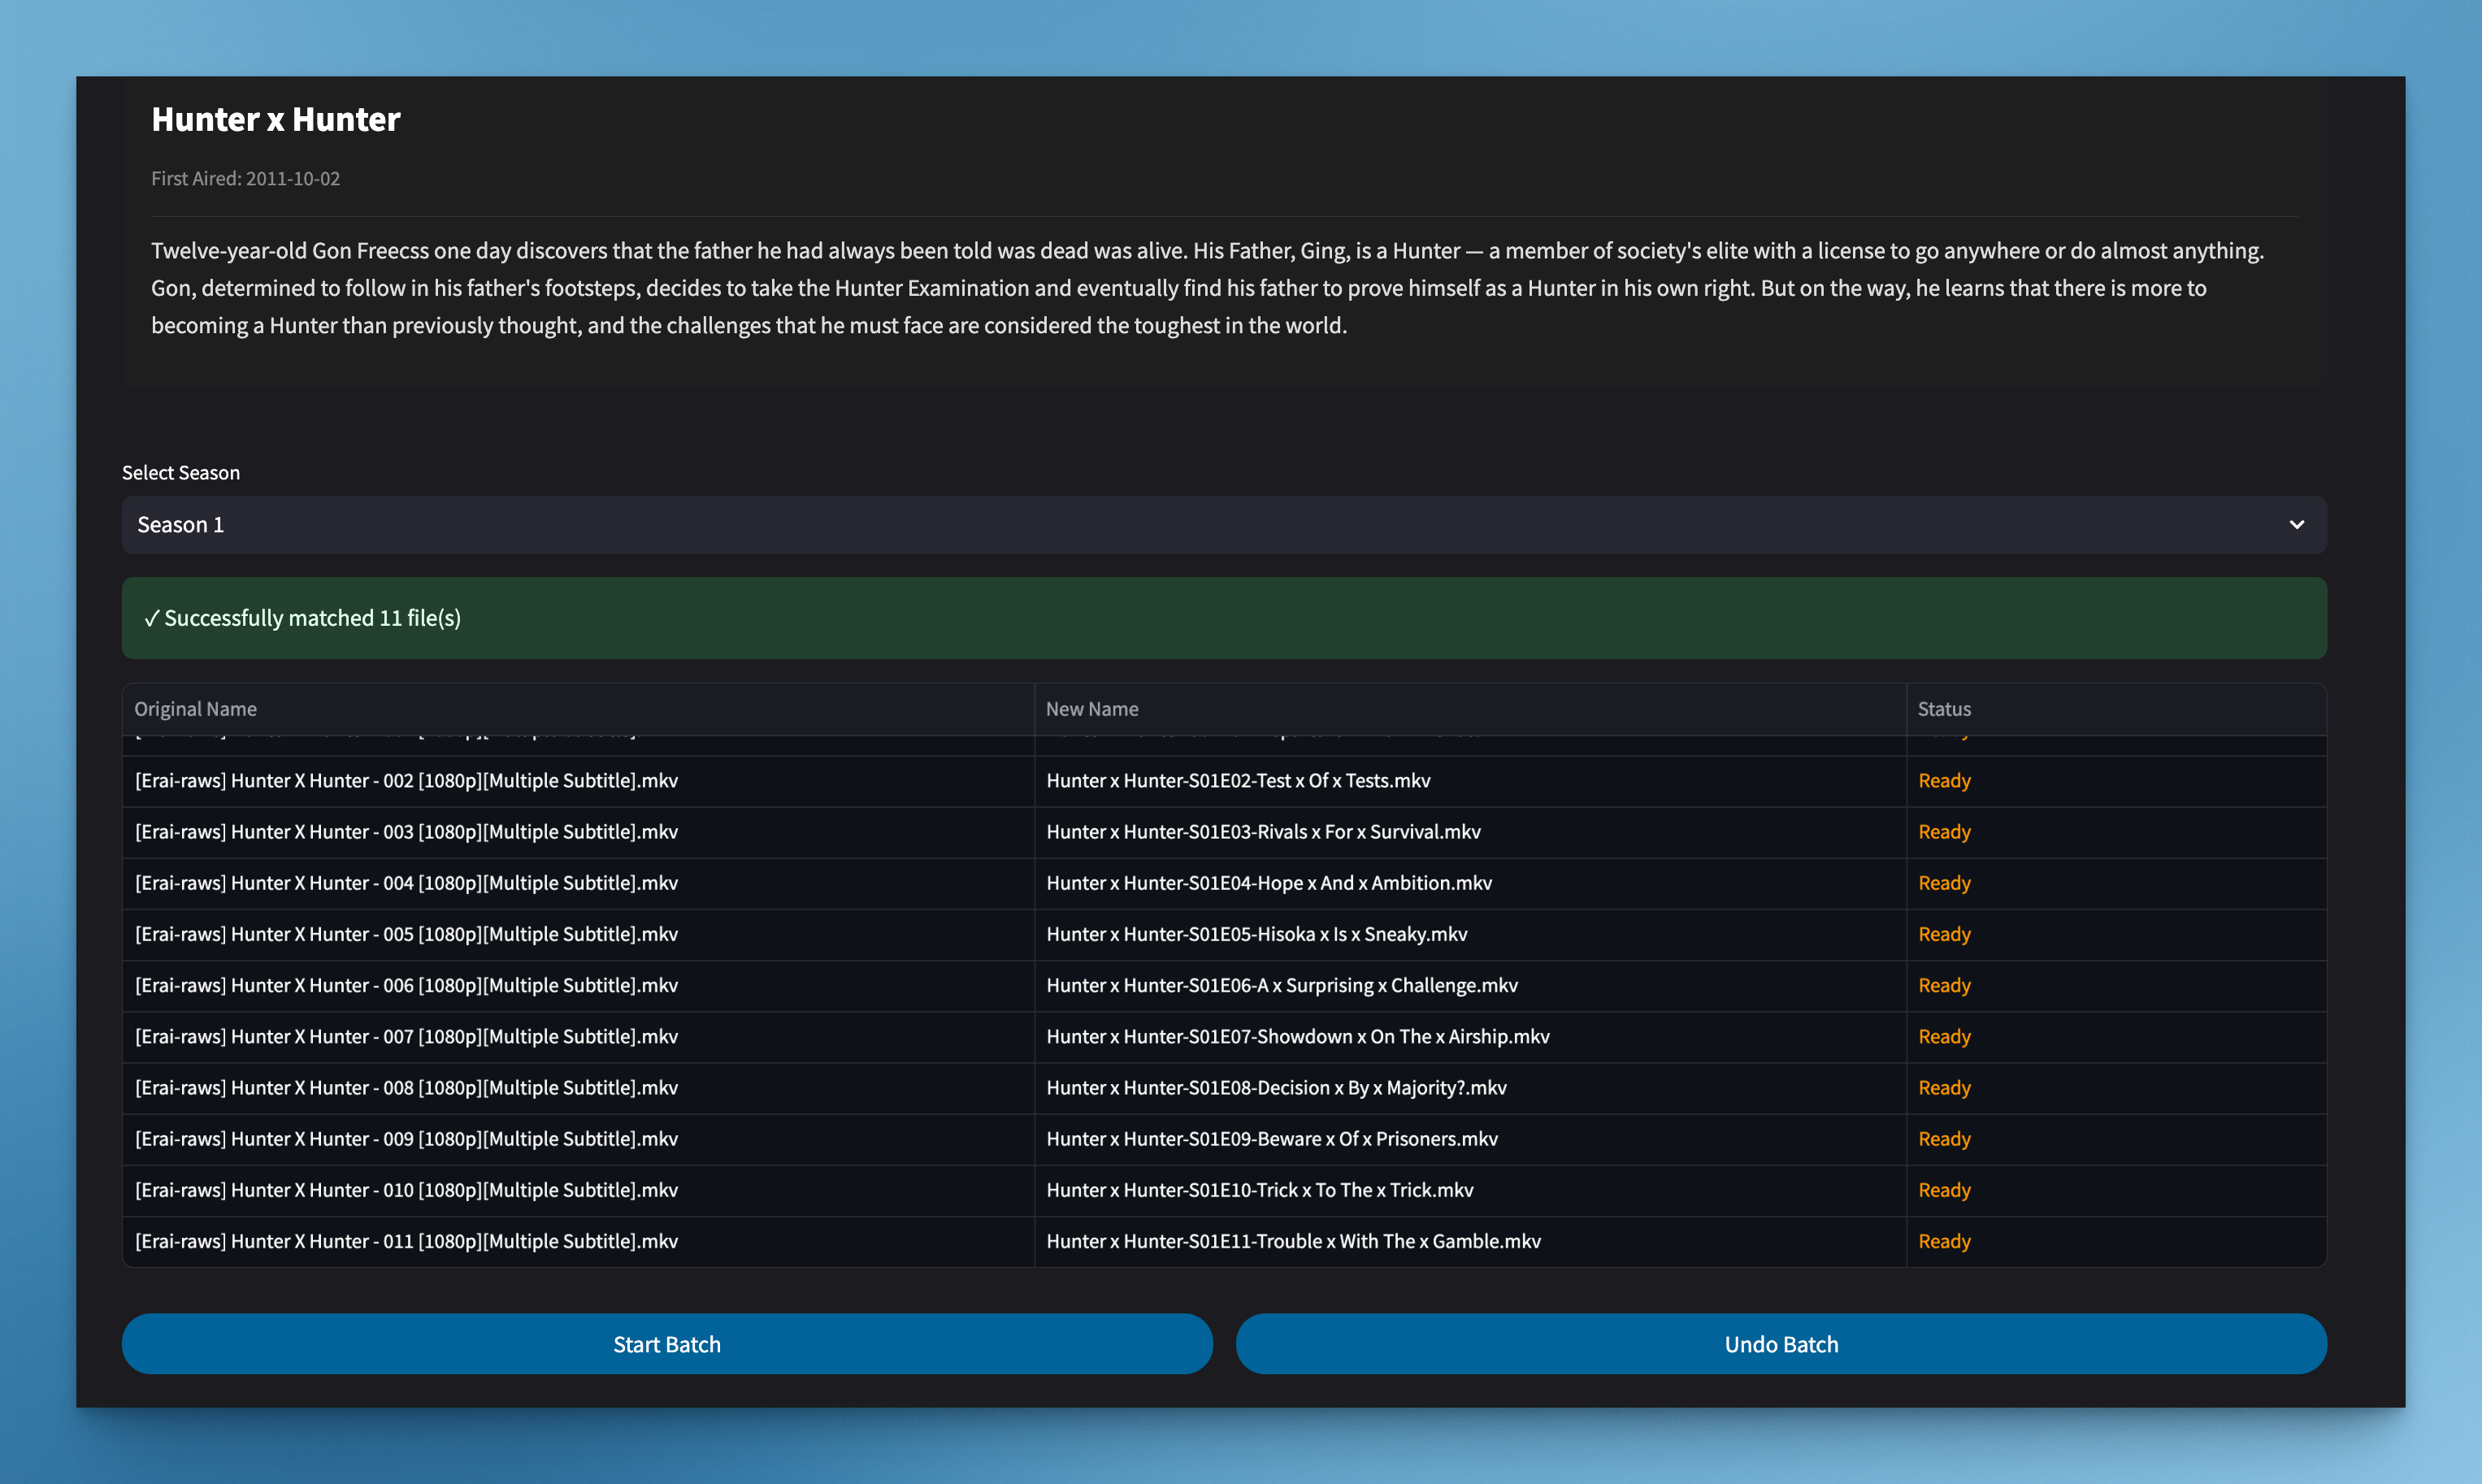 Hunter x Hunter
First Aired: 2011-10-02
Twelve-year-old Gon Freecss one day discovers that the father he had always been told was dead was alive. His Father, Ging, is a Hunter — a member of society's elite with a license to go anywhere or do almost anything.
Gon, determined to follow in his father's footsteps, decides to take the Hunter Examination and eventually find his father to prove himself as a Hunter in his own right. But on the way, he learns that there is more to
becoming a Hunter than previously thought, and the challenges that he must face are considered the toughest in the world.
Select Season
Season 1
✓ Successfully matched 11 file(s)
Original Name New Name Status
[Erai-raws] Hunter X Hunter - 002 [1080p][Multiple Subtitle].mkv Hunter x Hunter-S01E02-Test x Of x Tests.mkv Ready
[Erai-raws] Hunter X Hunter - 003 [1080p][Multiple Subtitle].mkv Hunter x Hunter-S01E03-Rivals x For x Survival.mkv Ready
[Erai-raws] Hunter X Hunter - 004 [1080p][Multiple Subtitle].mkv Hunter x Hunter-S01E04-Hope x And x Ambition.mkv Ready
[Erai-raws] Hunter X Hunter - 005 [1080p][Multiple Subtitle].mkv Hunter x Hunter-S01E05-Hisoka x Is x Sneaky.mkv Ready
[Erai-raws] Hunter X Hunter - 006 [1080p][Multiple Subtitle].mkv Hunter x Hunter-S01E06-A x Surprising x Challenge.mkv Ready
[Erai-raws] Hunter X Hunter - 007 [1080p][Multiple Subtitle].mkv Hunter x Hunter-S01E07-Showdown x On The x Airship.mkv Ready
[Erai-raws] Hunter X Hunter - 008 [1080p][Multiple Subtitle].mkv Hunter x Hunter-S01E08-Decision x By x Majority?.mkv Ready
[Erai-raws] Hunter X Hunter - 009 [1080p][Multiple Subtitle].mkv Hunter x Hunter-S01E09-Beware x Of x Prisoners.mkv Ready
[Erai-raws] Hunter X Hunter - 010 [1080p][Multiple Subtitle].mkv Hunter x Hunter-S01E10-Trick x To The x Trick.mkv Ready
[Erai-raws] Hunter X Hunter - 011 [1080p][Multiple Subtitle].mkv Hunter x Hunter-S01E11-Trouble x With The x Gamble.mkv Ready
Start Batch Undo Batch